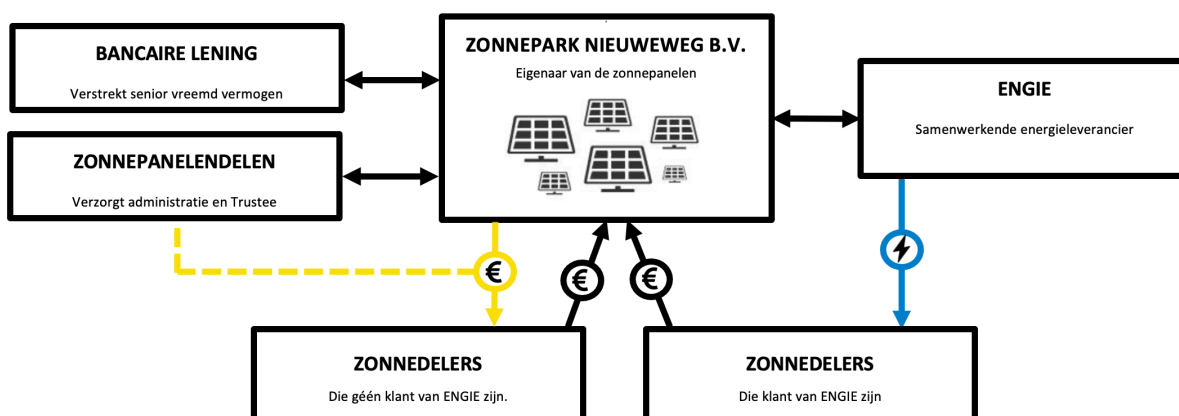 BANCAIRE LENING
Verstrekt senior vreemd vermogen
ZONNEPANELENDELEN
Verzorgt administratie en Trustee
ZONNEPARK NIEUWEWEG B.V.
Eigenaar van de zonnepanelen
ENGIE
Samenwerkende energieleverancier
€
€
€
ZONNEDELERS
Die géén klant van ENGIE zijn.
ZONNEDELERS
Die klant van ENGIE zijn